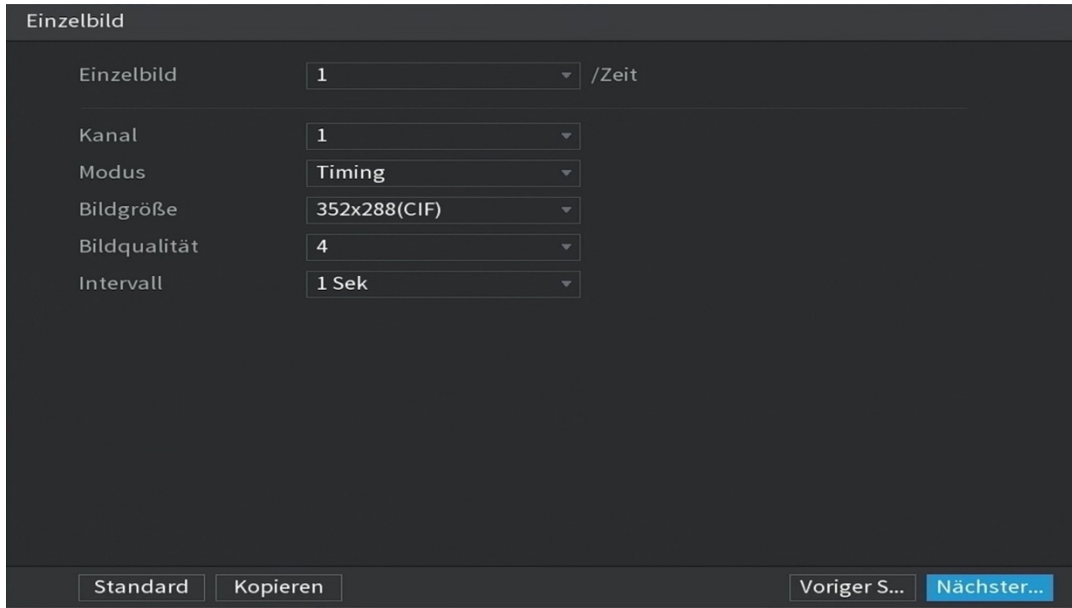 Einzelbild
Einzelbild 1 /Zeit
Kanal 1
Modus Timing
Bildgröße 352x288(CIF)
Bildqualität 4
Intervall 1 Sek
Standard Kopieren Voriger S... Nächster...